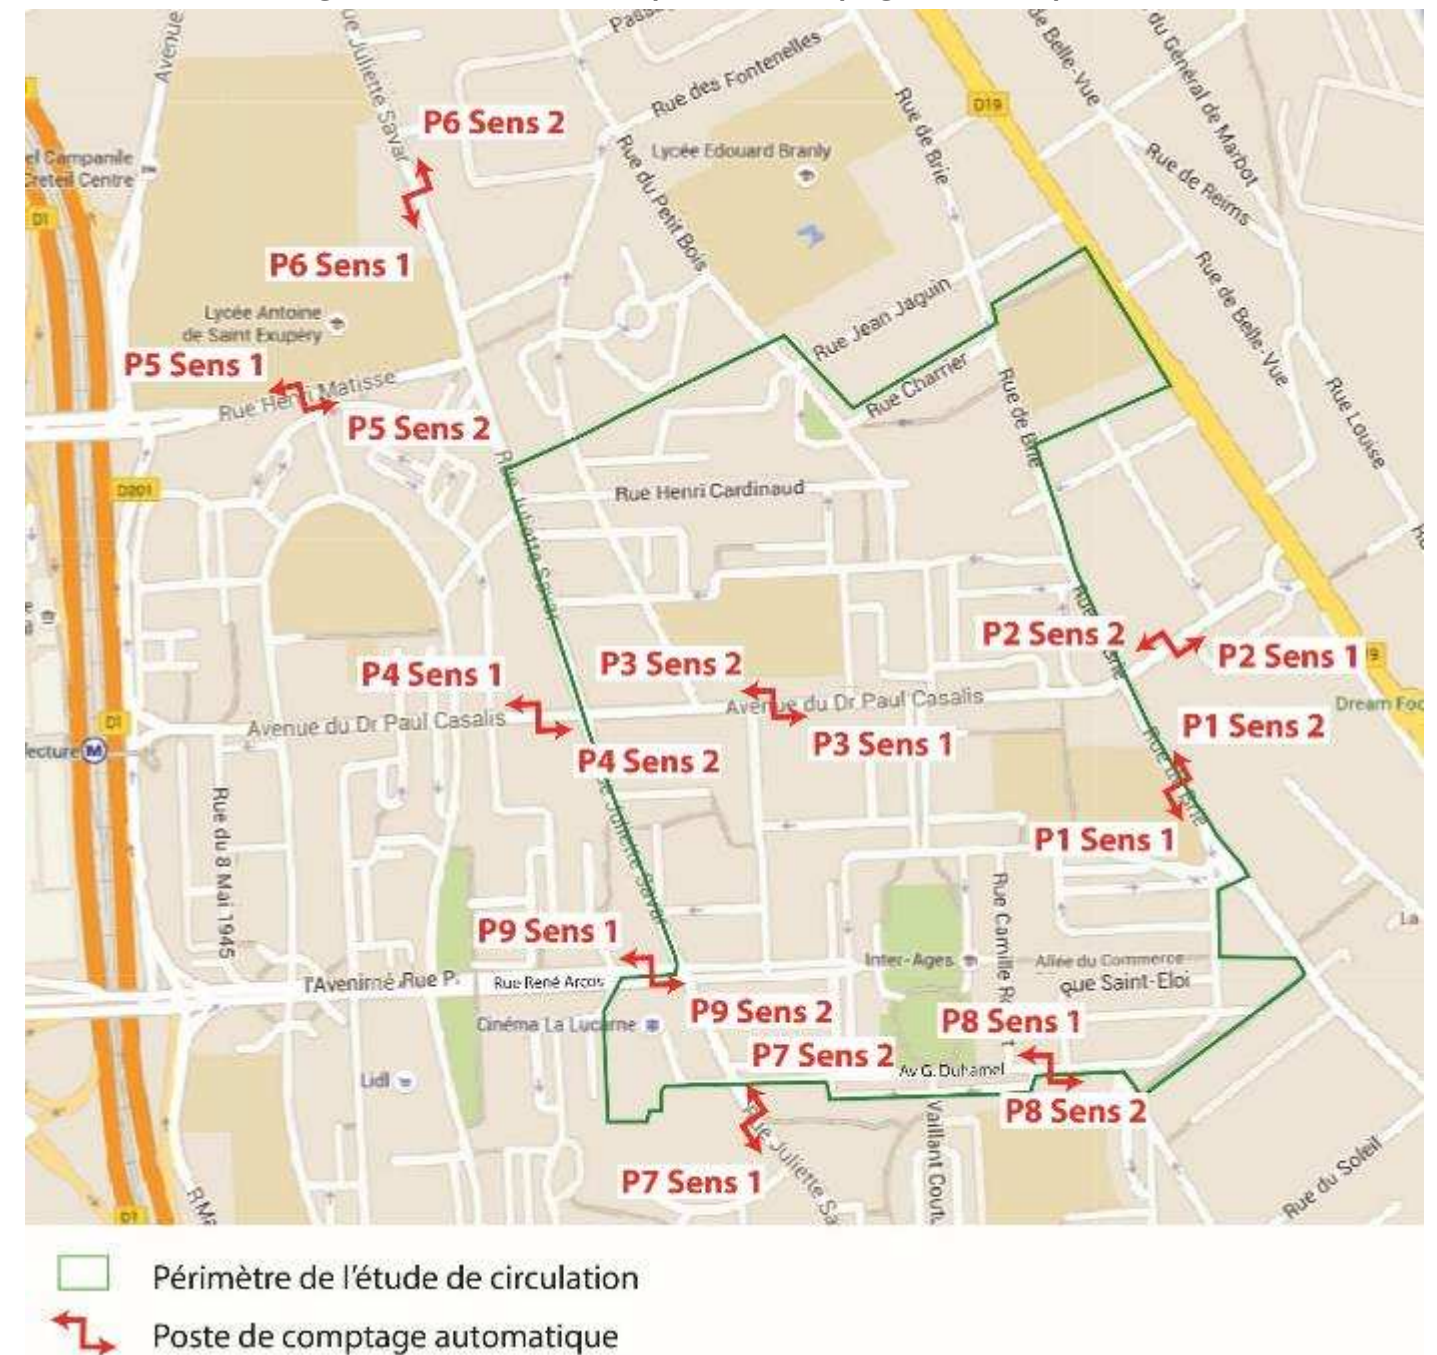 Avenue
Rue des Fontenelles
D19
de Belle-Vue
du Général de Marbot
P6 Sens 2
Rue de Brie
Lycée Edouard Branly
Rue du Petit Bois
Rue de Reims
el Campanile
Creteil Centre
D1
P6 Sens 1
Rue de Belle-Vue
Lycée Antoine
de Saint Exupéry
Rue Jean Jaguin
P5 Sens 1
Rue Henri Matisse
Rue Charrier
Rue de Brie
Rue Louise
P5 Sens 2
D201
Rue Henri Cardinaud
Rue Juliette Savar
P2 Sens 2
P2 Sens 1
P4 Sens 1
P3 Sens 2
Avenue du Dr Paul Casalis
Avenue du Dr Paul Casalis
Dream Foo
D1
ecture M
P3 Sens 1
P1 Sens 2
P4 Sens 2
Rue du 8 Mai 1945
Juliette Savar
P1 Sens 1
P9 Sens 1
Inter-Ages
Allée du Commerce
La
Rue P.
Rue René Arcos
Rue Saint-Eloi
P9 Sens 2
Cinéma La Lucarne
P8 Sens 1
P7 Sens 2
Av G. Duhamel
Lidl
P8 Sens 2
Vaillant Cout
P7 Sens 1
Rue Juliette Sa
Rue du Soleil
Périmètre de l'étude de circulation
Poste de comptage automatique